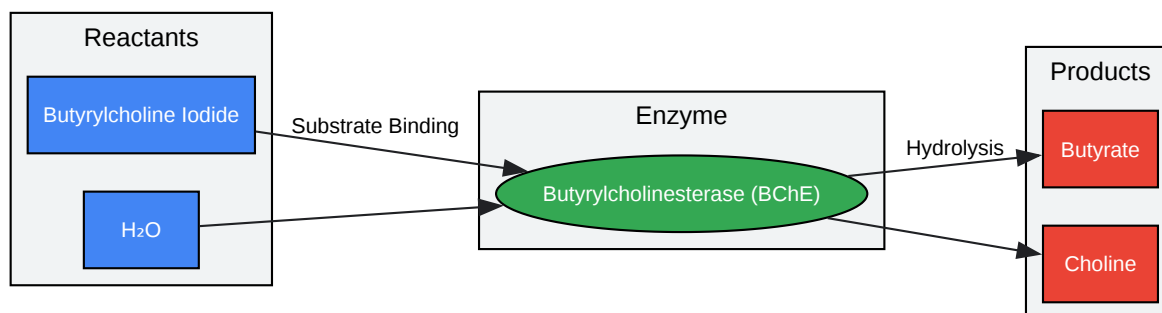 Reactants
Butyrylcholine Iodide
H₂O
Substrate Binding
Enzyme
Butyrylcholinesterase (BChE)
Hydrolysis
Products
Butyrate
Choline